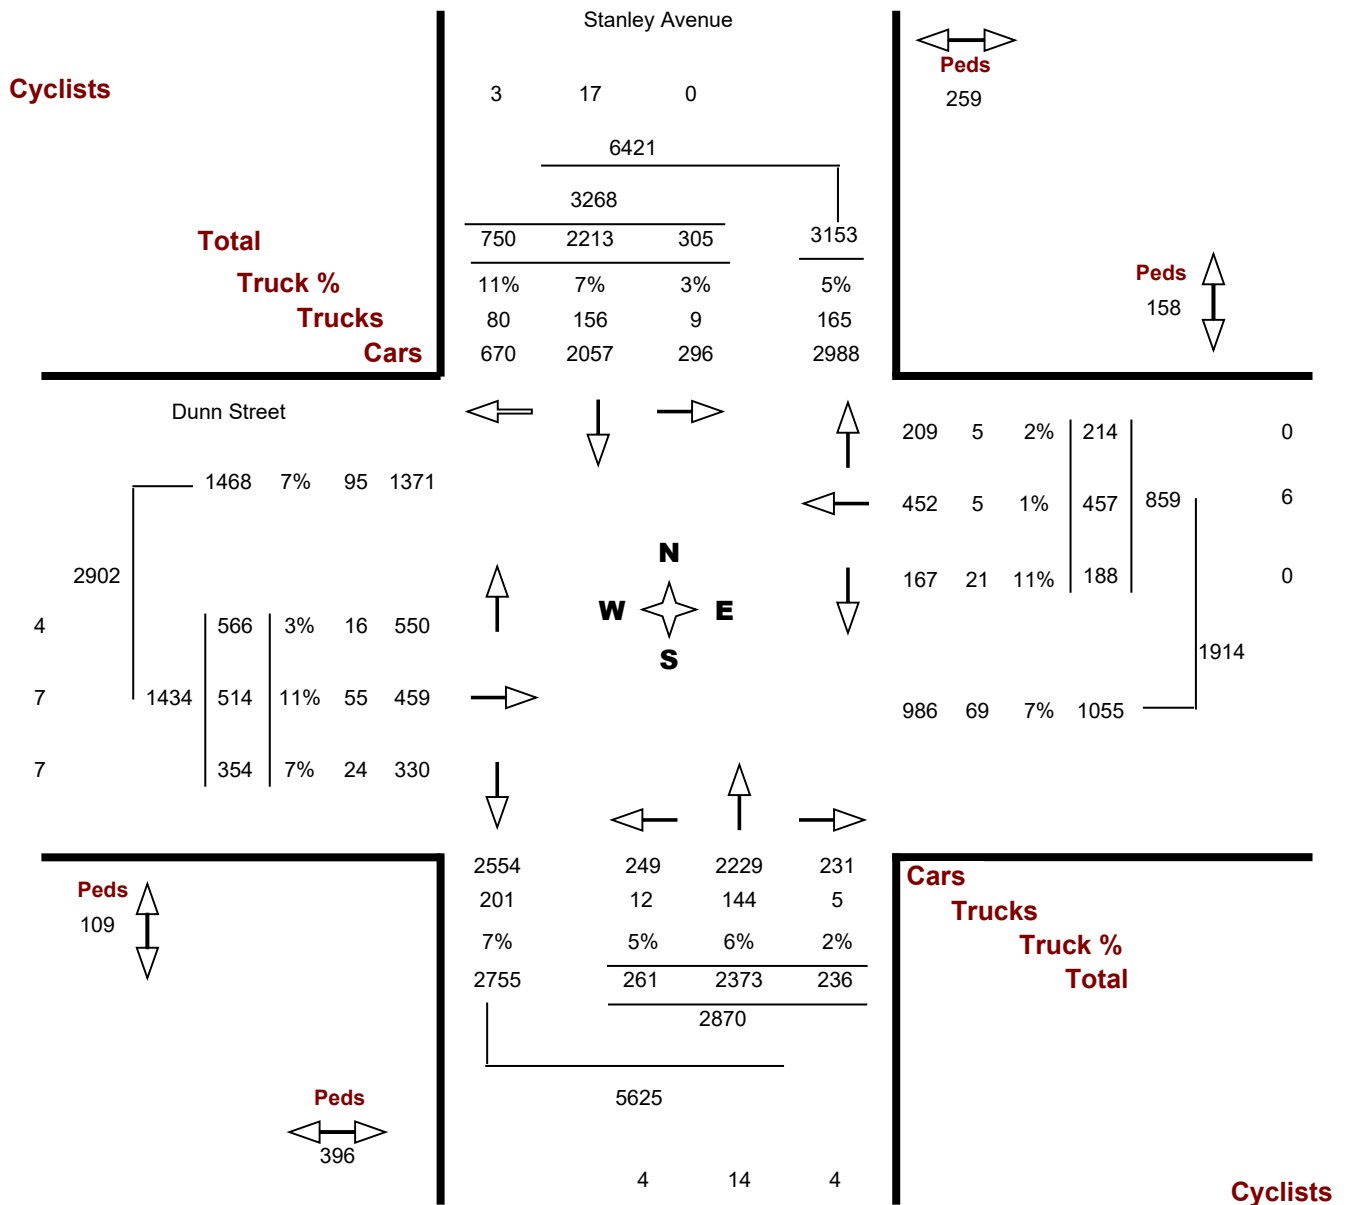 Stanley Avenue
Peds
259
Cyclists
3 17 0
6421
3268
Total 750 2213 305 3153
Truck % 11% 7% 3% 5%
Trucks 80 156 9 165
Cars 670 2057 296 2988
Peds
158
Dunn Street
209 5 2% 214 0
1468 7% 95 1371
452 5 1% 457 859 6
N
2902
167 21 11% 188 0
W E
4 566 3% 16 550
S
1914
7 1434 514 11% 55 459
986 69 7% 1055
7 354 7% 24 330
2554 249 2229 231 Cars
Peds
109
201 12 144 5 Trucks
7% 5% 6% 2% Truck %
2755 261 2373 236 Total
2870
5625
Peds
396
4 14 4
Cyclists